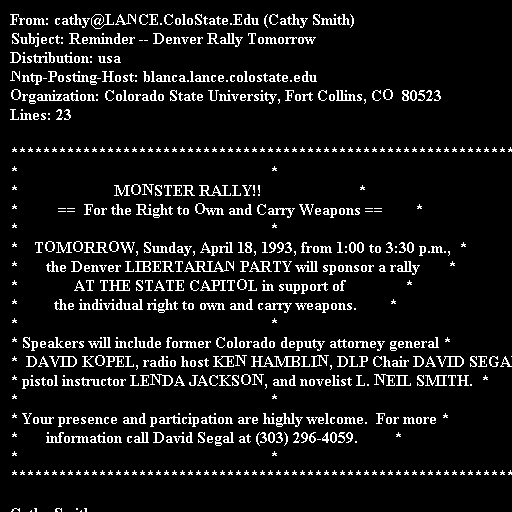 From: cathy@LANCE.ColoState.Edu (Cathy Smith)
Subject: Reminder -- Denver Rally Tomorrow
Distribution: usa
Nntp-Posting-Host: blanca.lance.colostate.edu
Organization: Colorado State University, Fort Collins, CO  80523
Lines: 23

***************************************************************
* *
* MONSTER RALLY!! *
* ==  For the Right to Own and Carry Weapons == *
* *
* TOMORROW, Sunday, April 18, 1993, from 1:00 to 3:30 p.m., *
* the Denver LIBERTARIAN PARTY will sponsor a rally *
* AT THE STATE CAPITOL in support of *
* the individual right to own and carry weapons. *
* *
* Speakers will include former Colorado deputy attorney general *
* DAVID KOPEL, radio host KEN HAMBLIN, DLP Chair DAVID SEGA
* pistol instructor LENDA JACKSON, and novelist L. NEIL SMITH. *
* *
* Your presence and participation are highly welcome.  For more *
* information call David Segal at (303) 296-4059. *
* *
***************************************************************

Cathy Smith